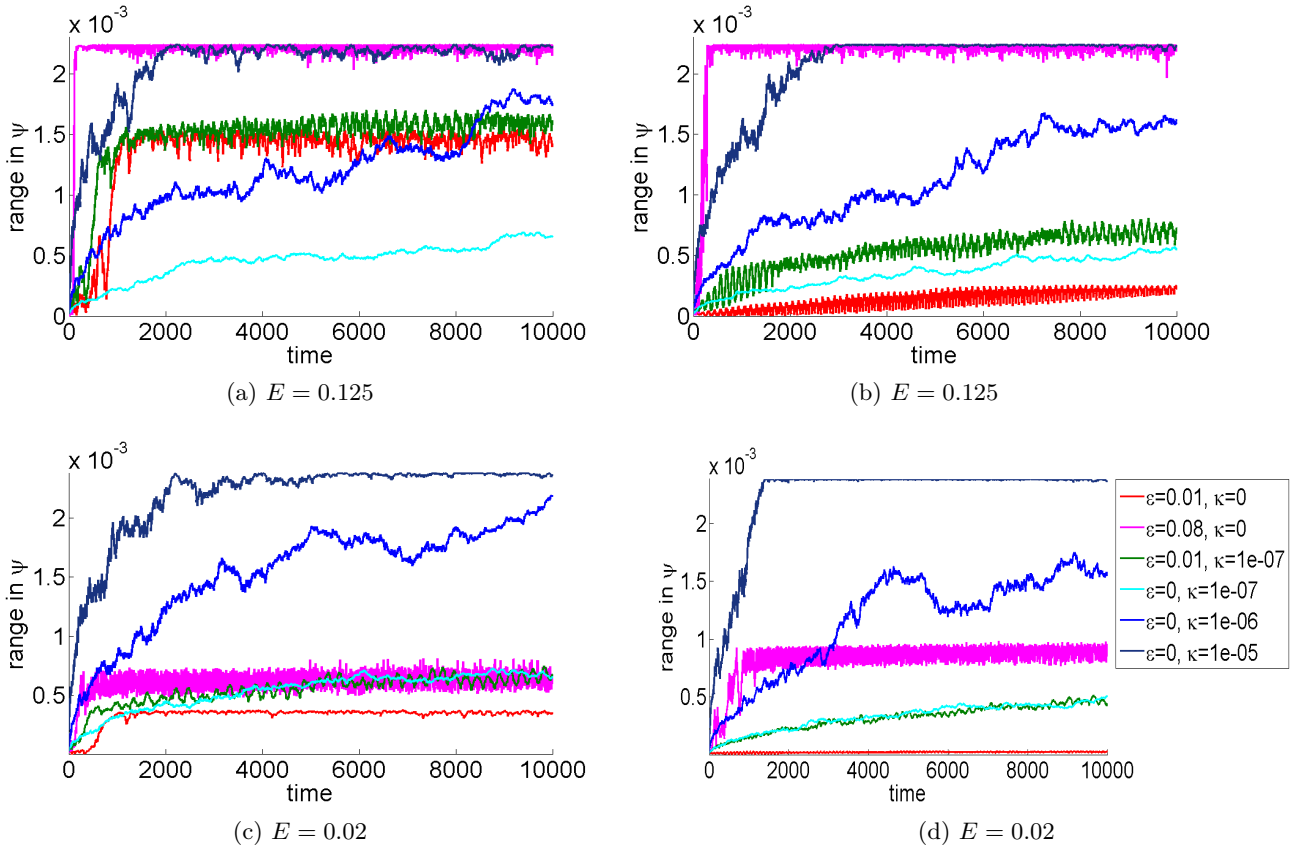 x 10⁻³
2
1.5
1
0.5
0
range in ψ
0 2000 4000 6000 8000 10000
time
(a) E = 0.125
x 10⁻³
2
1.5
1
0.5
0
range in ψ
0 2000 4000 6000 8000 10000
time
(b) E = 0.125
x 10⁻³
2
1.5
1
0.5
range in ψ
0 2000 4000 6000 8000 10000
time
(c) E = 0.02
x 10⁻³
2
1.5
1
0.5
range in ψ
0 2000 4000 6000 8000 10000
time
ε=0.01, κ=0
ε=0.08, κ=0
ε=0.01, κ=1e-07
ε=0, κ=1e-07
ε=0, κ=1e-06
ε=0, κ=1e-05
(d) E = 0.02